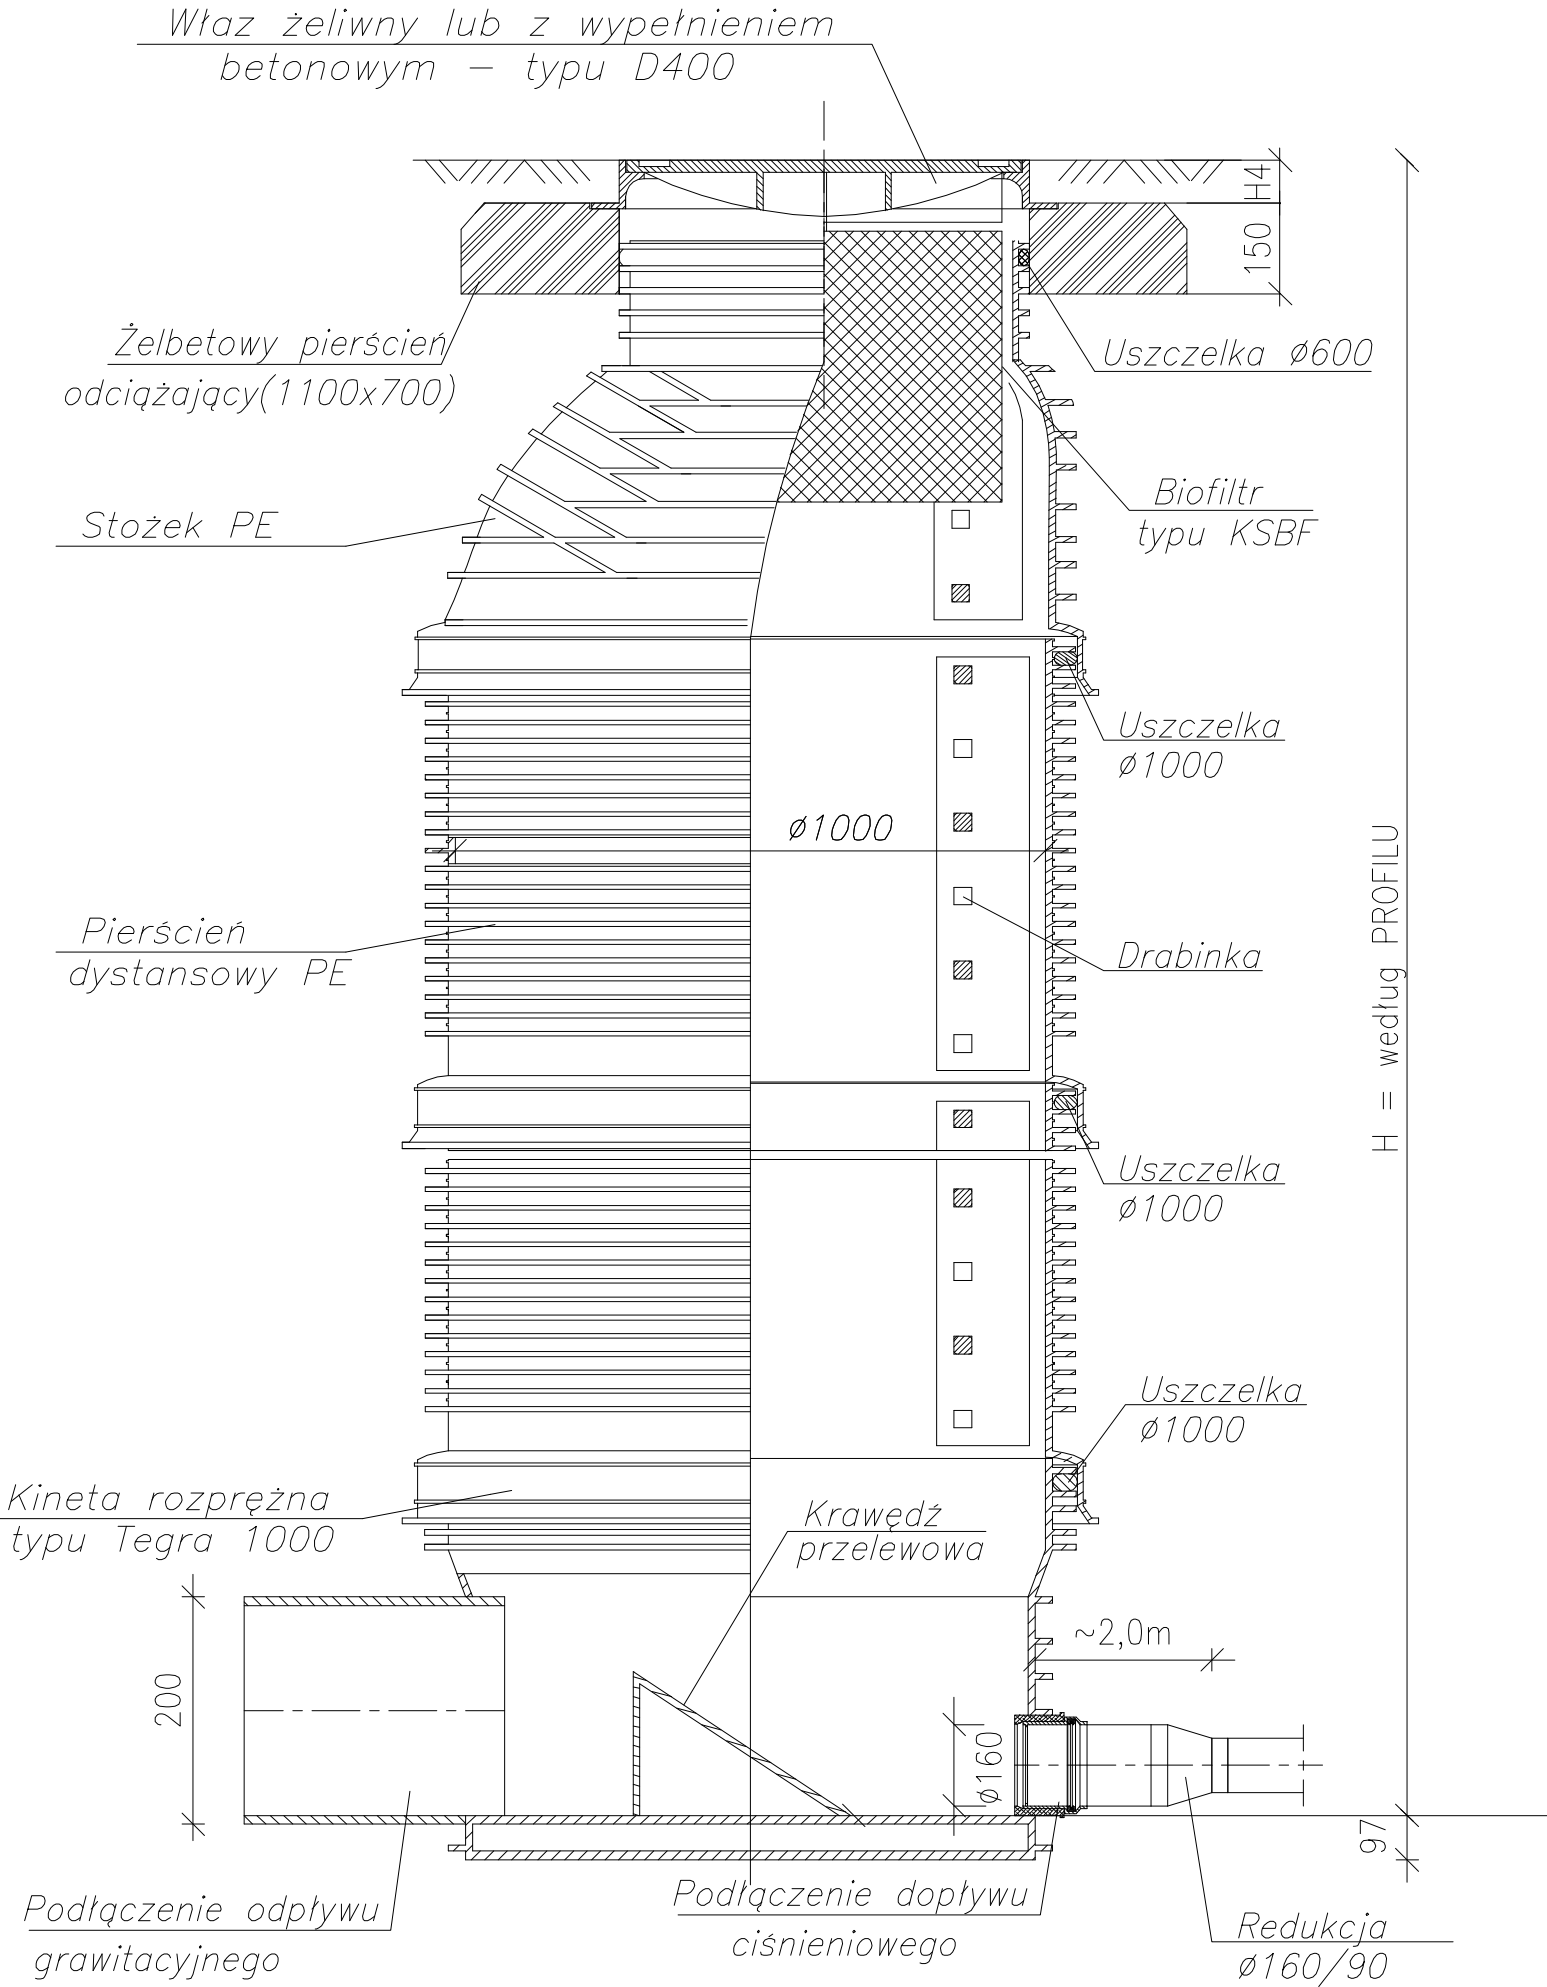 Właz żeliwny lub z wypełnieniem
betonowym – typu D400
H4
150
Żelbetowy pierścień
odciążający(1100x700)
Uszczelka ø600
Biofiltr
typu KSBF
Stożek PE
Uszczelka
ø1000
ø1000
H = według PROFILU
Pierścień
dystansowy PE
Drabinka
Uszczelka
ø1000
Uszczelka
ø1000
Kineta rozprężna
typu Tegra 1000
Krawędź
przelewowa
~2,0m
200
ø160
97
Podłączenie odpływu
grawitacyjnego
Podłączenie dopływu
ciśnieniowego
Redukcja
ø160/90